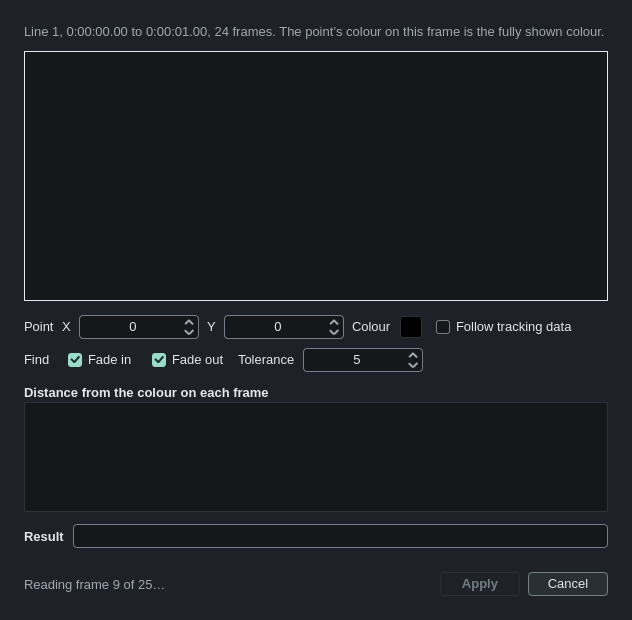 Line 1, 0:00:00.00 to 0:00:01.00, 24 frames. The point's colour on this frame is the fully shown colour.
Point X 0 Y 0 Colour Follow tracking data
Find Fade in Fade out Tolerance 5
Distance from the colour on each frame
Result
Reading frame 9 of 25… Apply Cancel